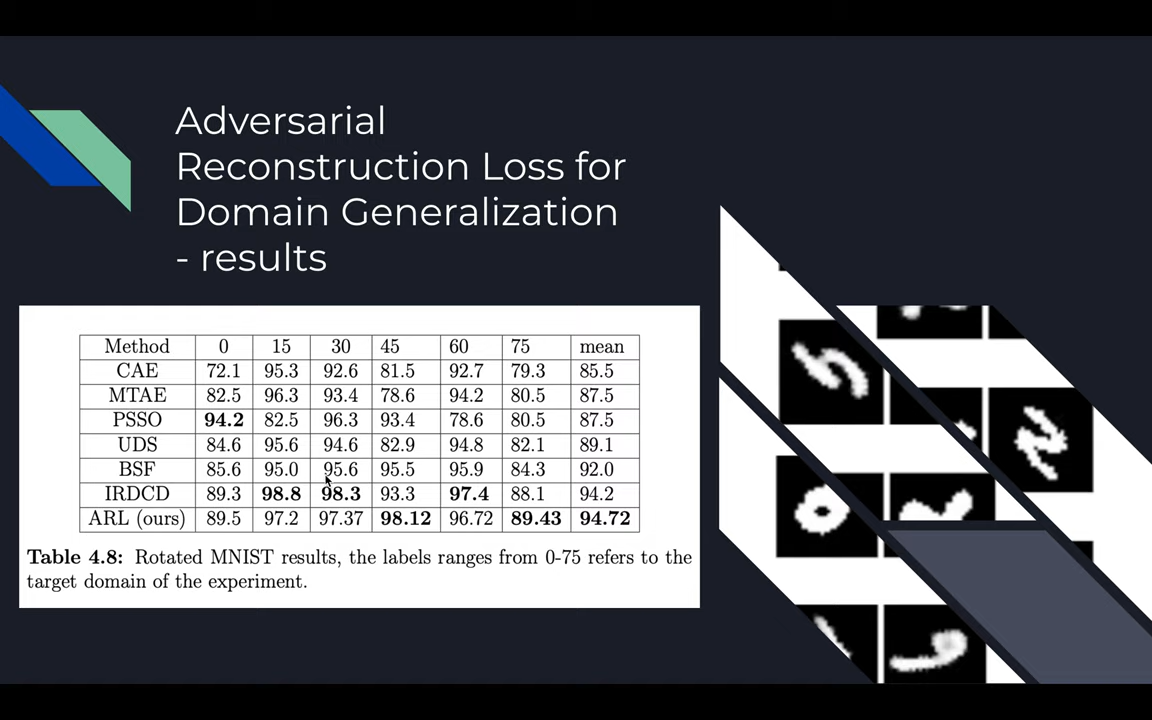 Adversarial
Reconstruction Loss for
Domain Generalization
- results
Method 0 15 30 45 60 75 mean
CAE 72.1 95.3 92.6 81.5 92.7 79.3 85.5
MTAE 82.5 96.3 93.4 78.6 94.2 80.5 87.5
PSSO 94.2 82.5 96.3 93.4 78.6 80.5 87.5
UDS 84.6 95.6 94.6 82.9 94.8 82.1 89.1
BSF 85.6 95.0 95.6 95.5 95.9 84.3 92.0
IRDCD 89.3 98.8 98.3 93.3 97.4 88.1 94.2
ARL (ours) 89.5 97.2 97.37 98.12 96.72 89.43 94.72
Table 4.8: Rotated MNIST results, the labels ranges from 0-75 refers to the
target domain of the experiment.